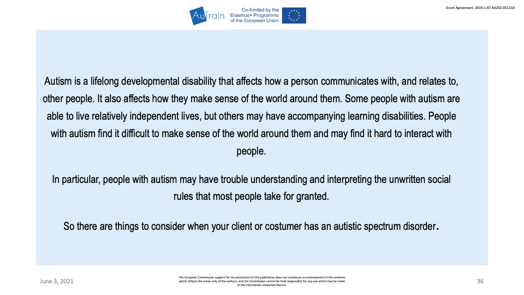 AuTrain
Co-funded by the
Erasmus+ Programme
of the European Union
Grant Agreement: 2019-1-AT-KA202-051218
Autism is a lifelong developmental disability that affects how a person communicates with, and relates to,
other people. It also affects how they make sense of the world around them. Some people with autism are
able to live relatively independent lives, but others may have accompanying learning disabilities. People
with autism find it difficult to make sense of the world around them and may find it hard to interact with
people.
In particular, people with autism may have trouble understanding and interpreting the unwritten social
rules that most people take for granted.
So there are things to consider when your client or costumer has an autistic spectrum disorder.
June 3, 2021
The European Commission support for the production of this publication does not constitute an endorsement of the contents
which reflects the views only of the authors, and the Commission cannot be held responsible for any use which may be made
of the information contained therein.
36